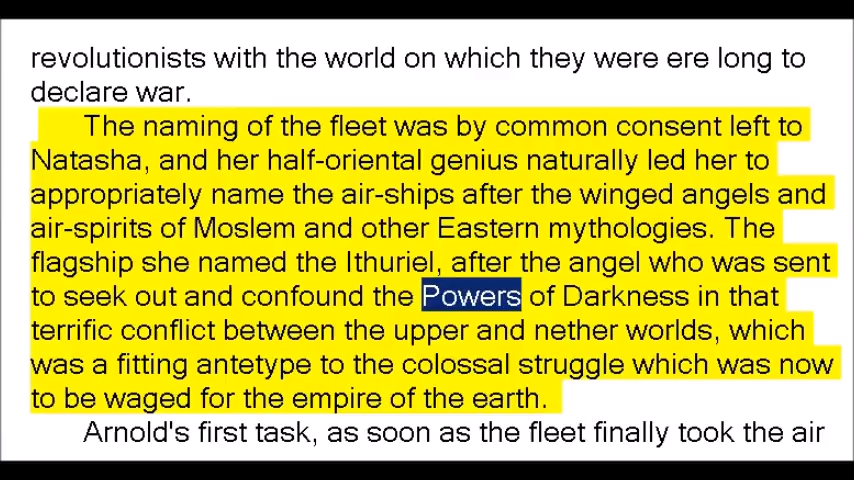 revolutionists with the world on which they were ere long to
declare war.
The naming of the fleet was by common consent left to
Natasha, and her half-oriental genius naturally led her to
appropriately name the air-ships after the winged angels and
air-spirits of Moslem and other Eastern mythologies. The
flagship she named the Ithuriel, after the angel who was sent
to seek out and confound the Powers of Darkness in that
terrific conflict between the upper and nether worlds, which
was a fitting antetype to the colossal struggle which was now
to be waged for the empire of the earth.
Arnold's first task, as soon as the fleet finally took the air